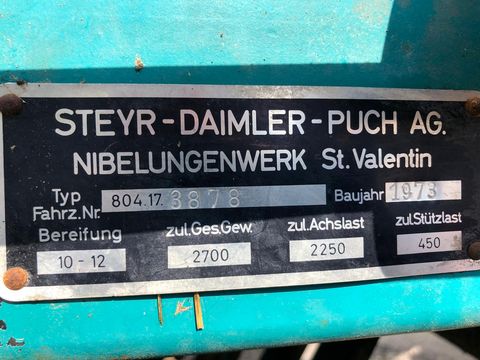 STEYR-DAIMLER-PUCH AG.
NIBELUNGENWERK St. Valentin
Typ
Fahrz. Nr. 804.17. 3878 Baujahr 1973
Bereifung zul.Ges.Gew. zul.Achslast zul.Stützlast
10-12 2700 2250 450